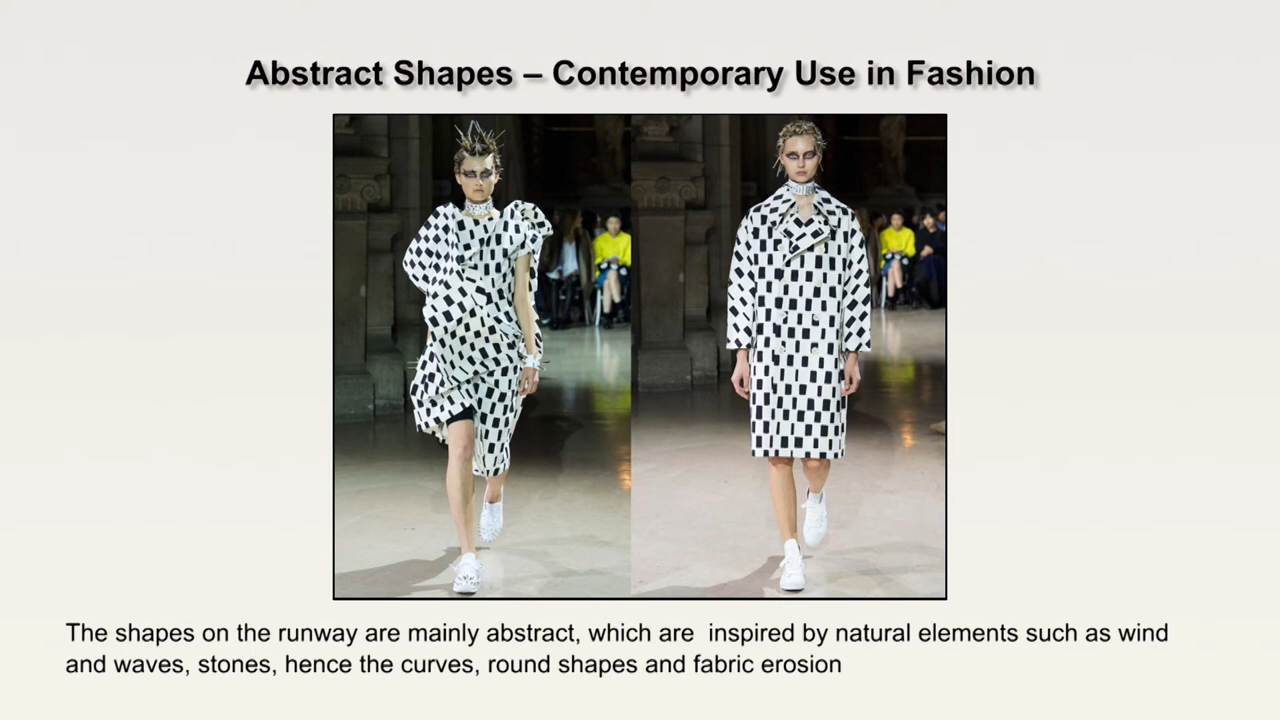 Abstract Shapes – Contemporary Use in Fashion
The shapes on the runway are mainly abstract, which are  inspired by natural elements such as wind
and waves, stones, hence the curves, round shapes and fabric erosion